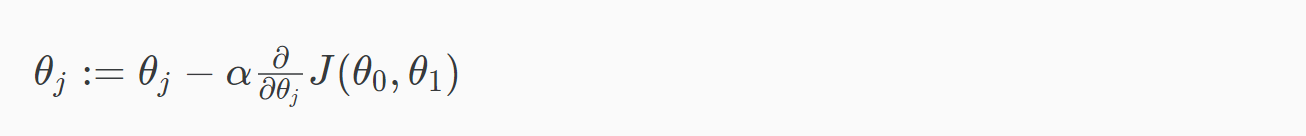 θ_j := θ_j − α ∂/∂θ_j J(θ_0, θ_1)